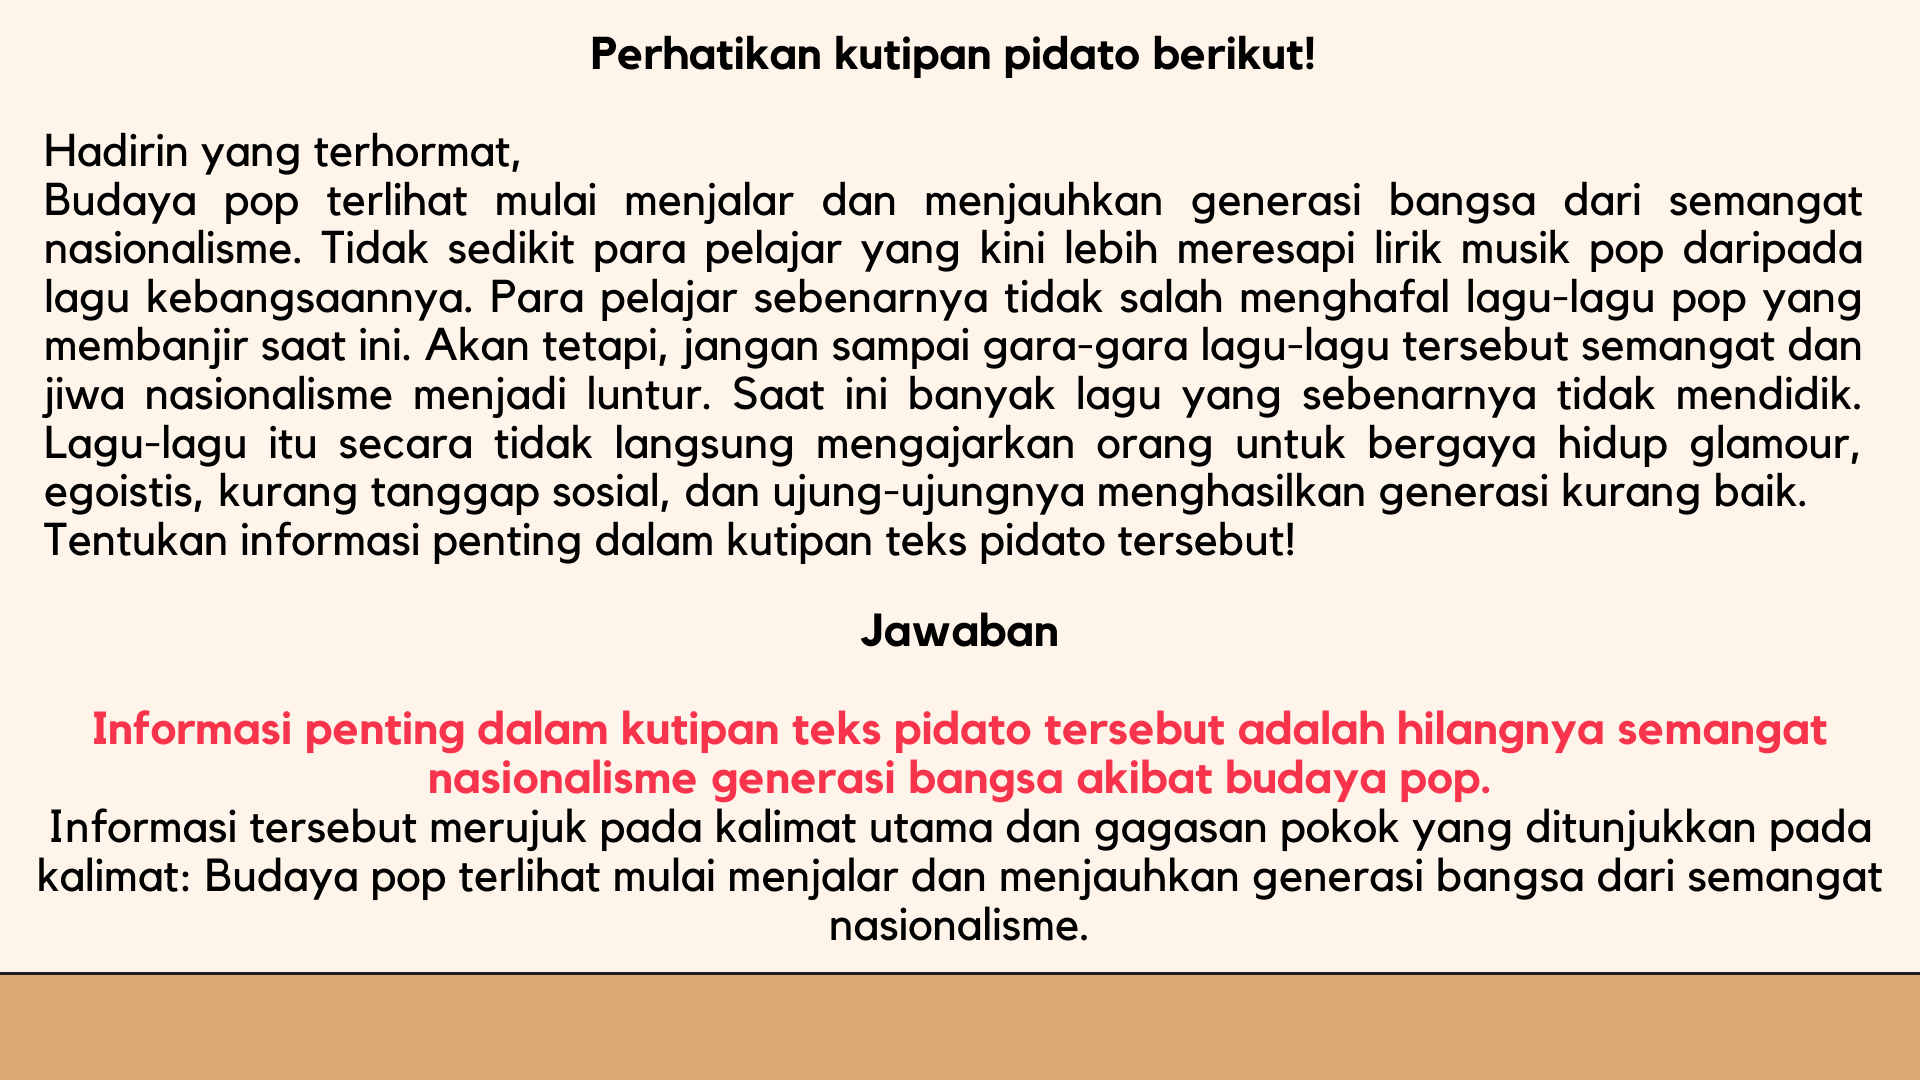 Perhatikan kutipan pidato berikut!
Hadirin yang terhormat,
Budaya pop terlihat mulai menjalar dan menjauhkan generasi bangsa dari semangat
nasionalisme. Tidak sedikit para pelajar yang kini lebih meresapi lirik musik pop daripada
lagu kebangsaannya. Para pelajar sebenarnya tidak salah menghafal lagu-lagu pop yang
membanjir saat ini. Akan tetapi, jangan sampai gara-gara lagu-lagu tersebut semangat dan
jiwa nasionalisme menjadi luntur. Saat ini banyak lagu yang sebenarnya tidak mendidik.
Lagu-lagu itu secara tidak langsung mengajarkan orang untuk bergaya hidup glamour,
egoistis, kurang tanggap sosial, dan ujung-ujungnya menghasilkan generasi kurang baik.
Tentukan informasi penting dalam kutipan teks pidato tersebut!
Jawaban
Informasi penting dalam kutipan teks pidato tersebut adalah hilangnya semangat
nasionalisme generasi bangsa akibat budaya pop.
Informasi tersebut merujuk pada kalimat utama dan gagasan pokok yang ditunjukkan pada
kalimat: Budaya pop terlihat mulai menjalar dan menjauhkan generasi bangsa dari semangat
nasionalisme.